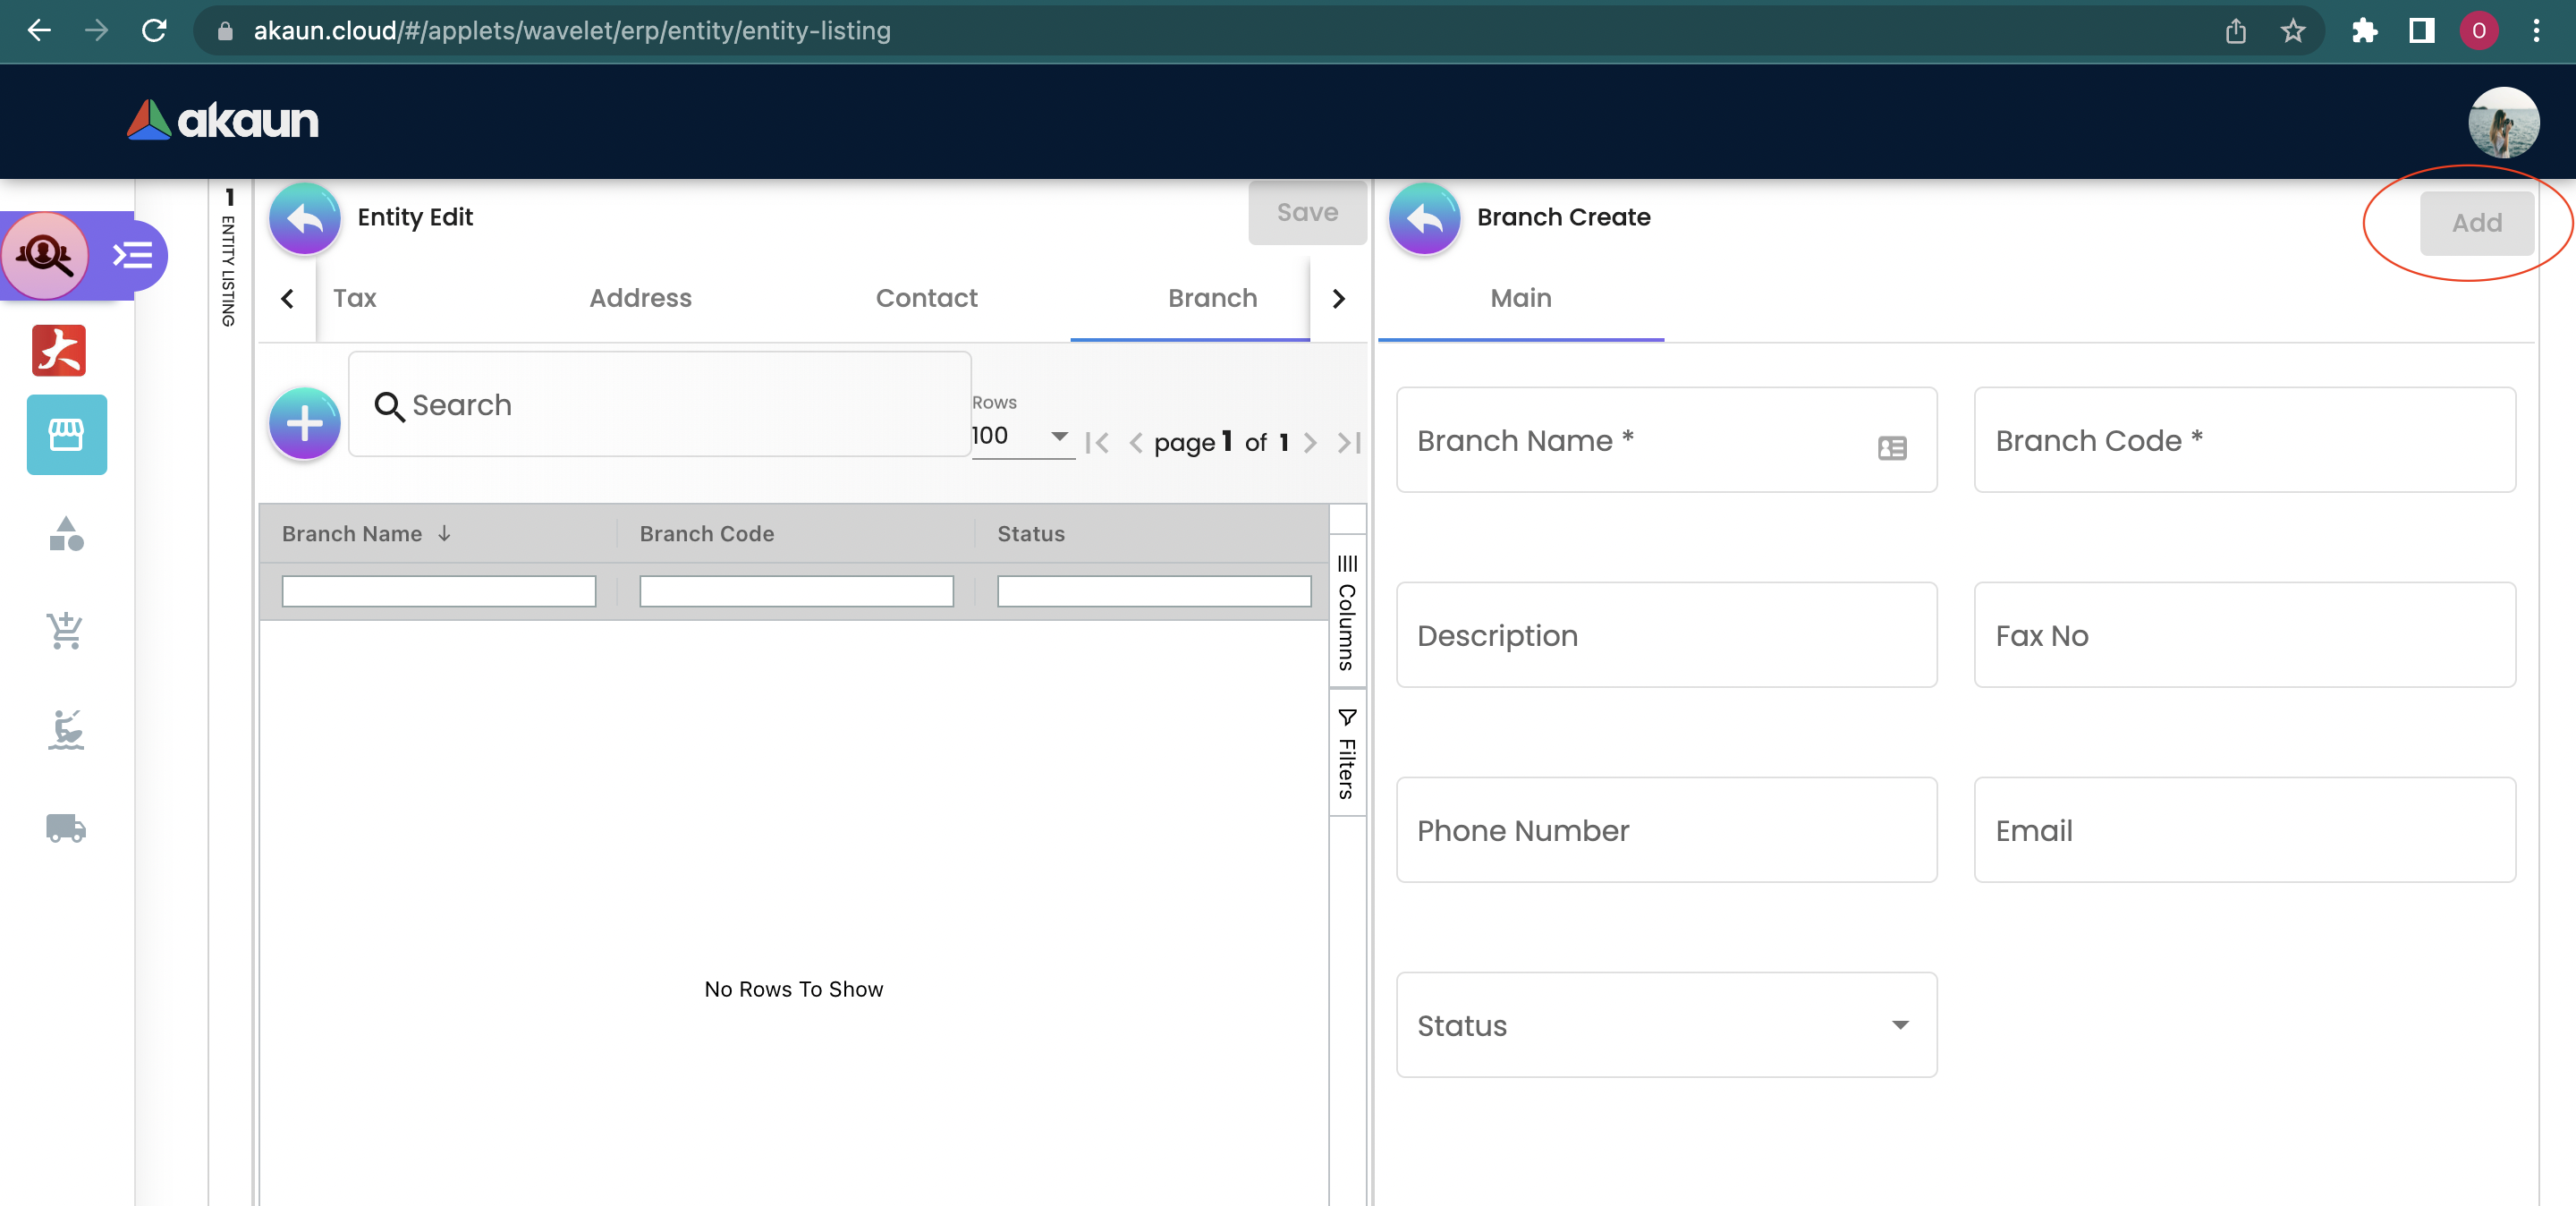 akaun.cloud/#/applets/wavelet/erp/entity/entity-listing
O
akaun
1
ENTITY LISTING
Entity Edit
Save
Tax
Address
Contact
Branch
Search
Rows
100
page 1 of 1
Branch Name
Branch Code
Status
Columns
Filters
No Rows To Show
Branch Create
Add
Main
Branch Name *
Branch Code *
Description
Fax No
Phone Number
Email
Status